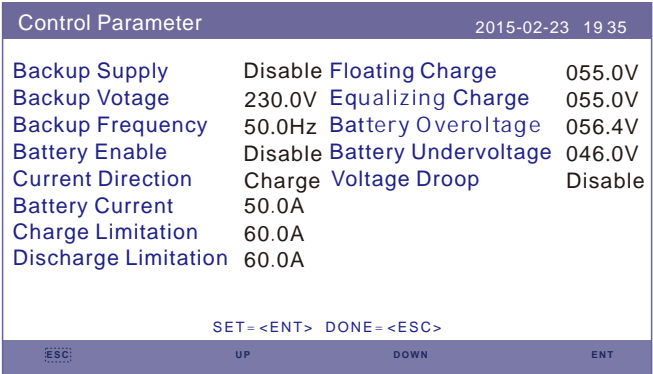 Control Parameter 2015-02-23 19 35
Backup Supply Disable Floating Charge 055.0V
Backup Votage 230.0V Equalizing Charge 055.0V
Backup Frequency 50.0Hz Battery Overoltage 056.4V
Battery Enable Disable Battery Undervoltage 046.0V
Current Direction Charge Voltage Droop Disable
Battery Current 50.0A
Charge Limitation 60.0A
Discharge Limitation 60.0A
SET=<ENT> DONE=<ESC>
ESC UP DOWN ENT